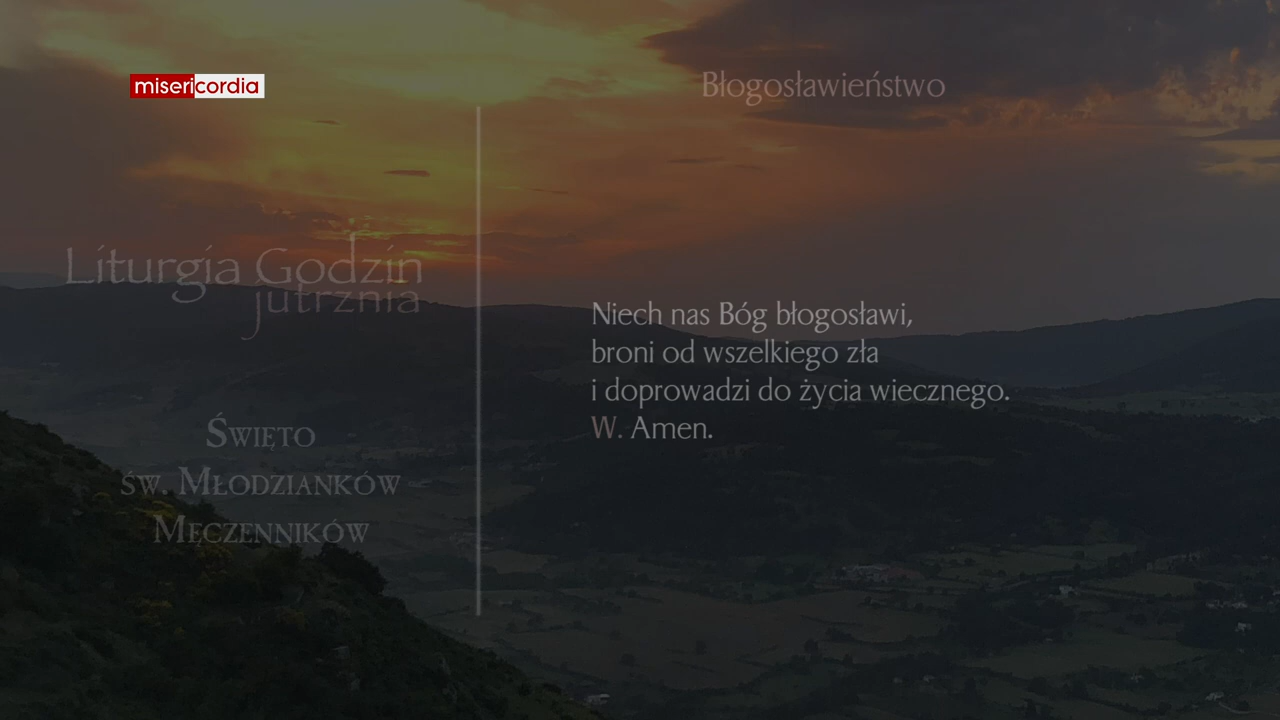 misericordia
Błogosławieństwo
Liturgia Godzin
jutrznia
Niech nas Bóg błogosławi,
broni od wszelkiego zła
i doprowadzi do życia wiecznego.
W. Amen.
Święto
św. Młodzianków
Męczenników